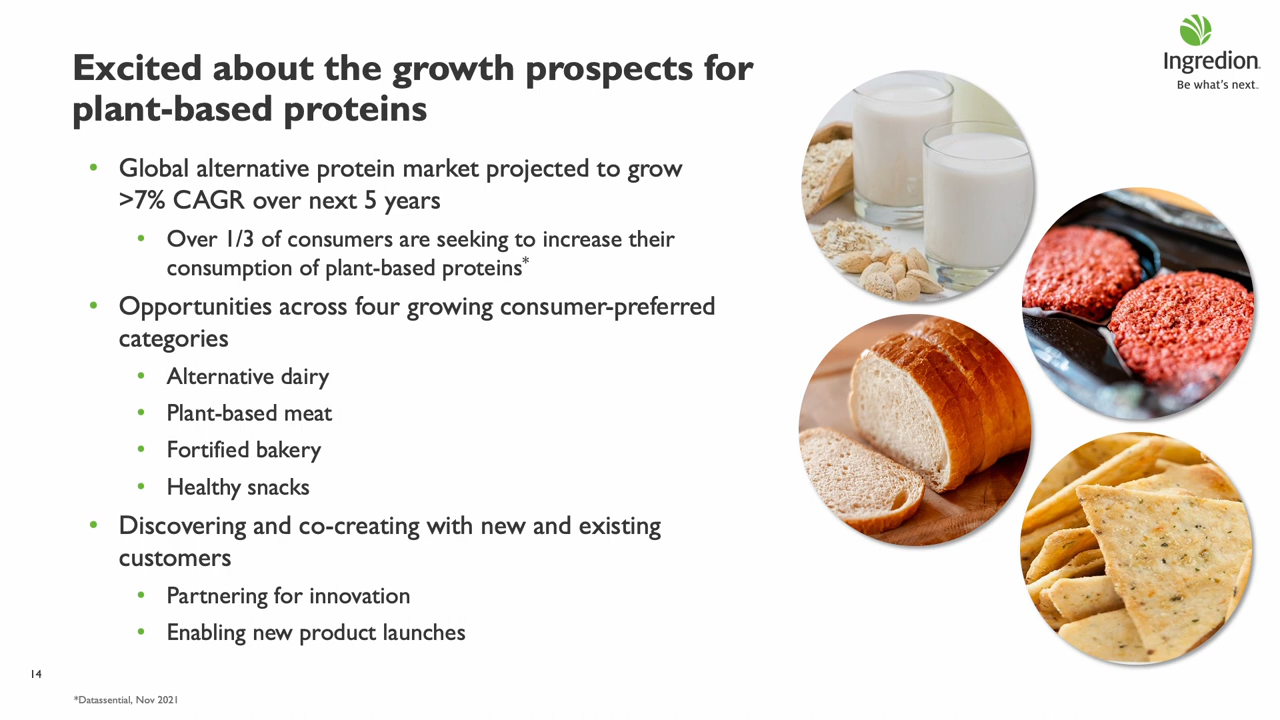 Excited about the growth prospects for
plant-based proteins
Ingredion.
Be what's next.
• Global alternative protein market projected to grow
>7% CAGR over next 5 years
• Over 1/3 of consumers are seeking to increase their
consumption of plant-based proteins*
• Opportunities across four growing consumer-preferred
categories
• Alternative dairy
• Plant-based meat
• Fortified bakery
• Healthy snacks
• Discovering and co-creating with new and existing
customers
• Partnering for innovation
• Enabling new product launches
14
*Datassential, Nov 2021